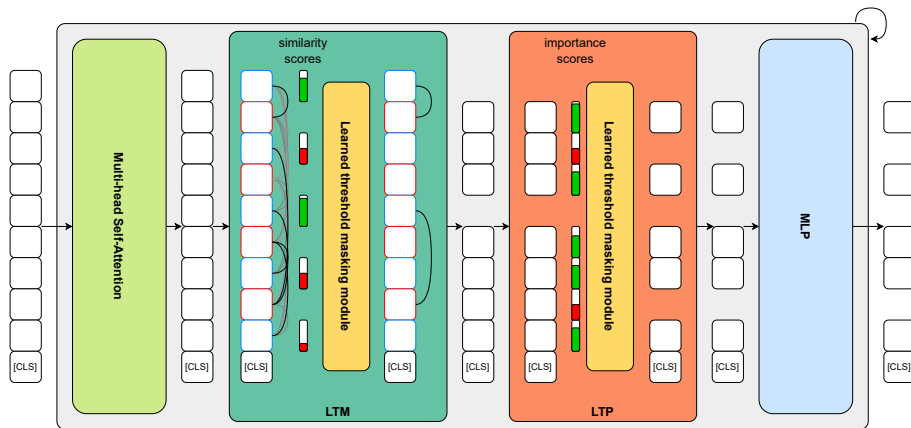 similarity
scores
importance
scores
Multi-head Self-Attention
Learned threshold masking module
Learned threshold masking module
MLP
[CLS]
[CLS]
[CLS]
[CLS]
[CLS]
[CLS]
[CLS]
[CLS]
[CLS]
LTM
LTP